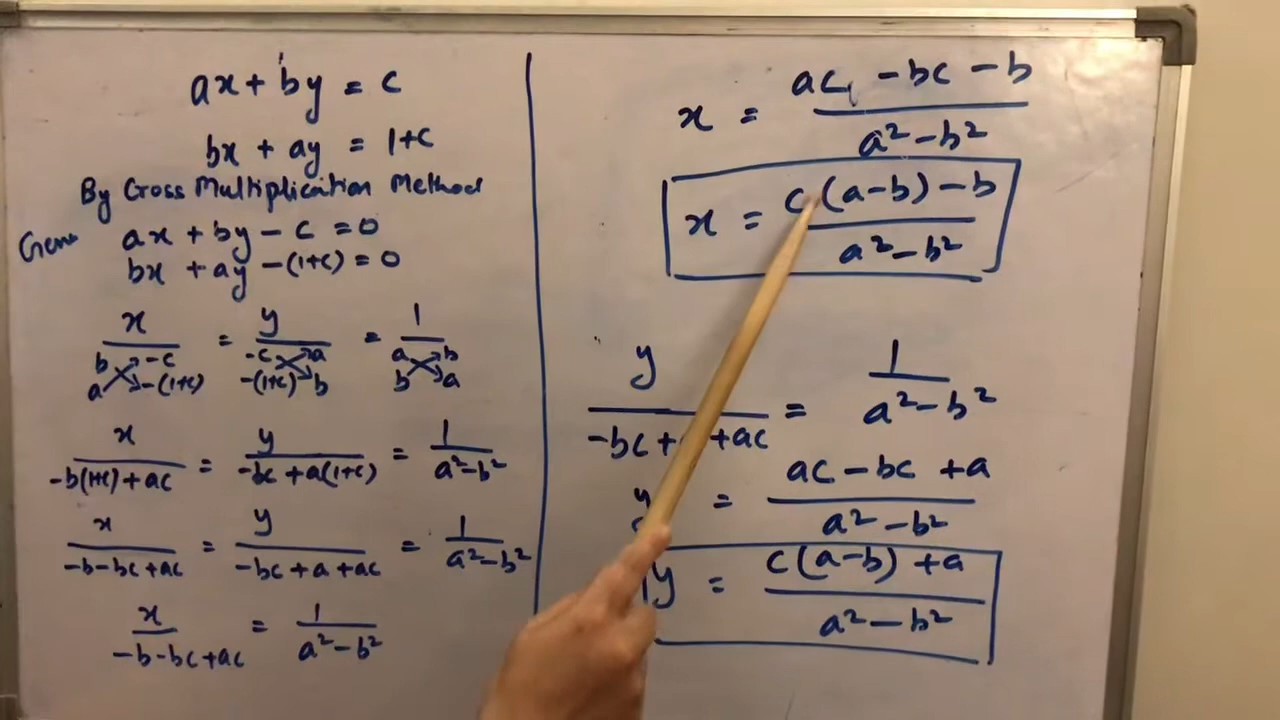 ax + by = c
bx + ay = 1+c
By Cross Multiplication Method
Gen
ax + by - c = 0
bx + ay - (1+c) = 0
x = y = 1
b -c -c a a b
a -(1+c) -(1+c) b b a
x / -b(1+c)+ac = y / -bc+a(1+c) = 1 / a²-b²
x / -b-bc+ac = y / -bc+a+ac = 1 / a²-b²
x / -b-bc+ac = 1 / a²-b²
x = ac - bc - b / a²-b²
x = c(a-b) - b / a²-b²
y / -bc+ +ac = 1 / a²-b²
y = ac - bc + a / a²-b²
y = c(a-b) + a / a²-b²